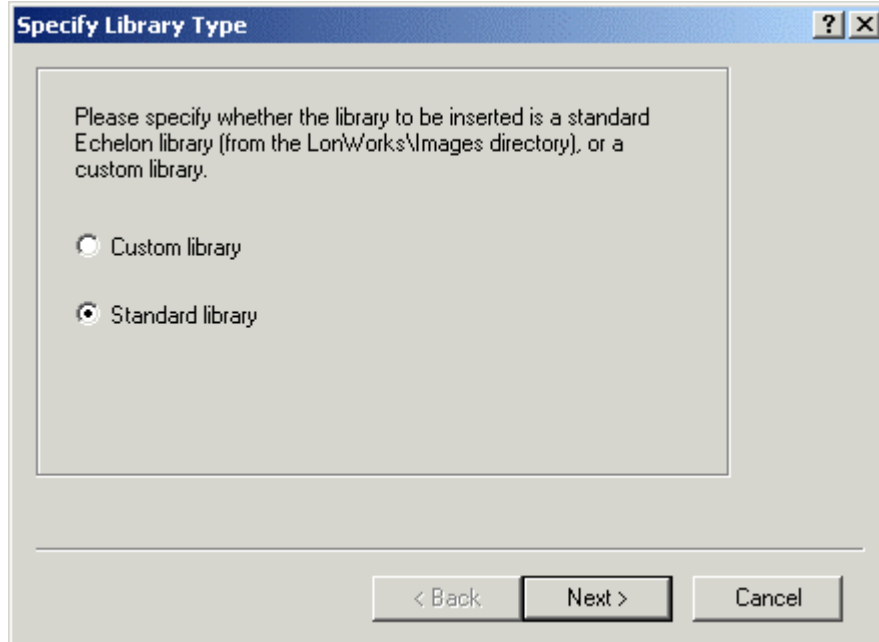 Specify Library Type
Please specify whether the library to be inserted is a standard
Echelon library (from the LonWorks\Images directory), or a
custom library.
Custom library
Standard library
< Back
Next >
Cancel